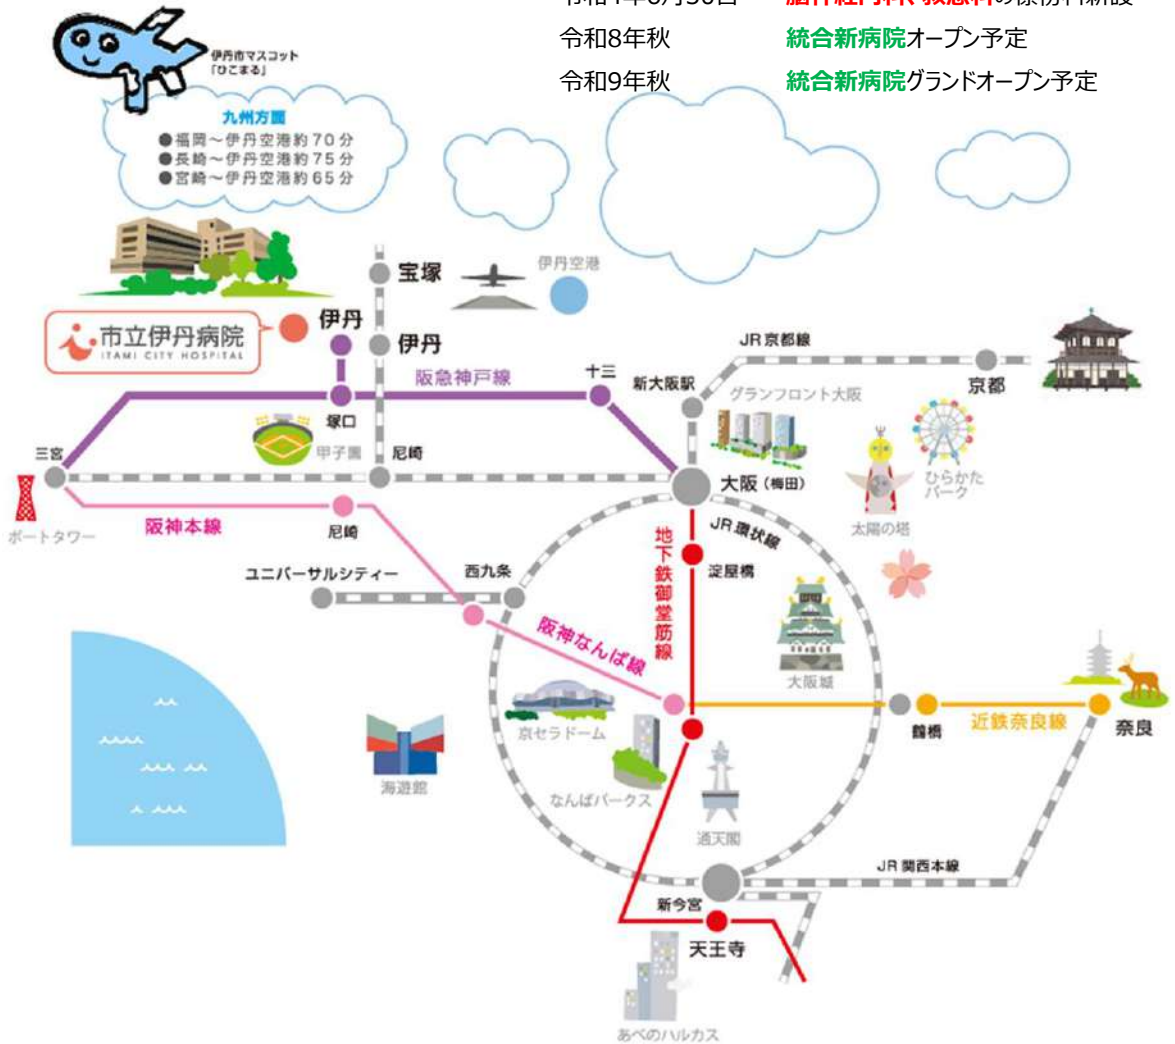 令和8年秋 統合新病院オープン予定
令和9年秋 統合新病院グランドオープン予定
伊丹市マスコット
「ひこまる」
九州方面
●福岡～伊丹空港約70分
●長崎～伊丹空港約75分
●宮崎～伊丹空港約65分
宝塚
伊丹空港
市立伊丹病院
ITAMI CITY HOSPITAL
伊丹
伊丹
JR京都線
阪急神戸線
十三
新大阪駅
グランフロント大阪
京都
塚口
甲子園
三宮
尼崎
大阪（梅田）
ひらかた
パーク
太陽の塔
ポートタワー
阪神本線
尼崎
JR環状線
地下鉄御堂筋線
淀屋橋
ユニバーサルシティー
西九条
阪神なんば線
大阪城
京セラドーム
鶴橋
近鉄奈良線
奈良
海遊館
なんばパークス
通天閣
JR関西本線
新今宮
天王寺
あべのハルカス